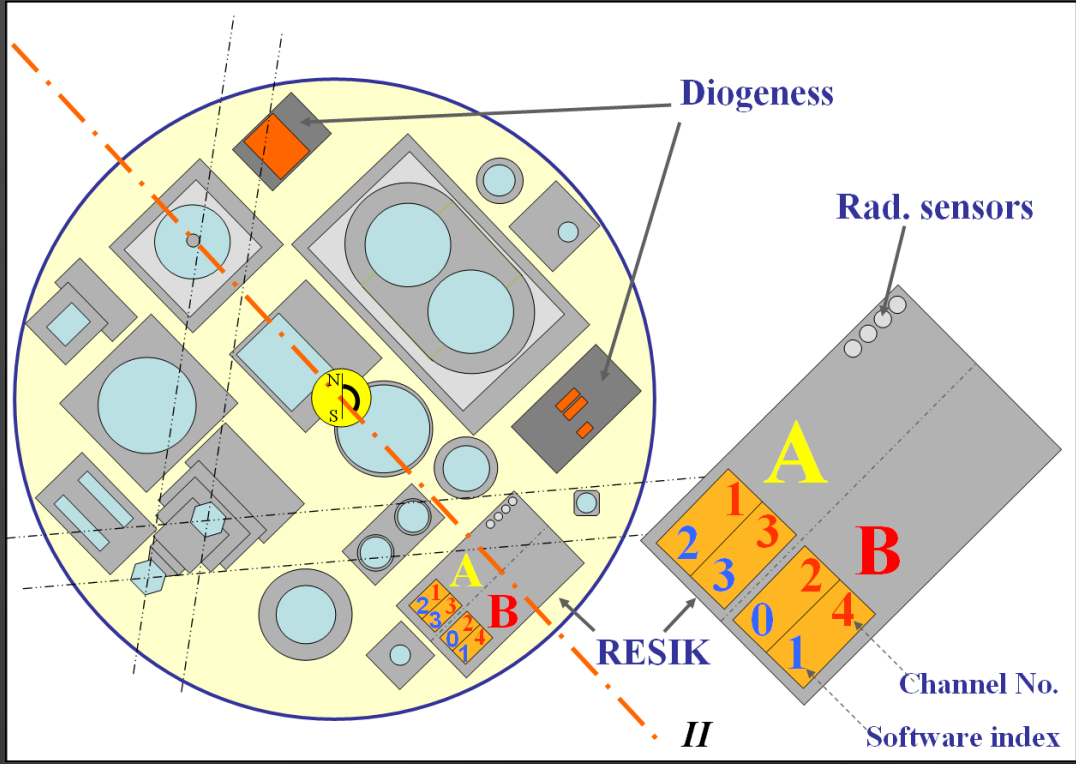 Diogeness
Rad. sensors
N
S
A
B
1
2
3
3
2
0
4
1
A
B
1
2
3
3
2
0
4
1
RESIK
Channel No.
Software index
II